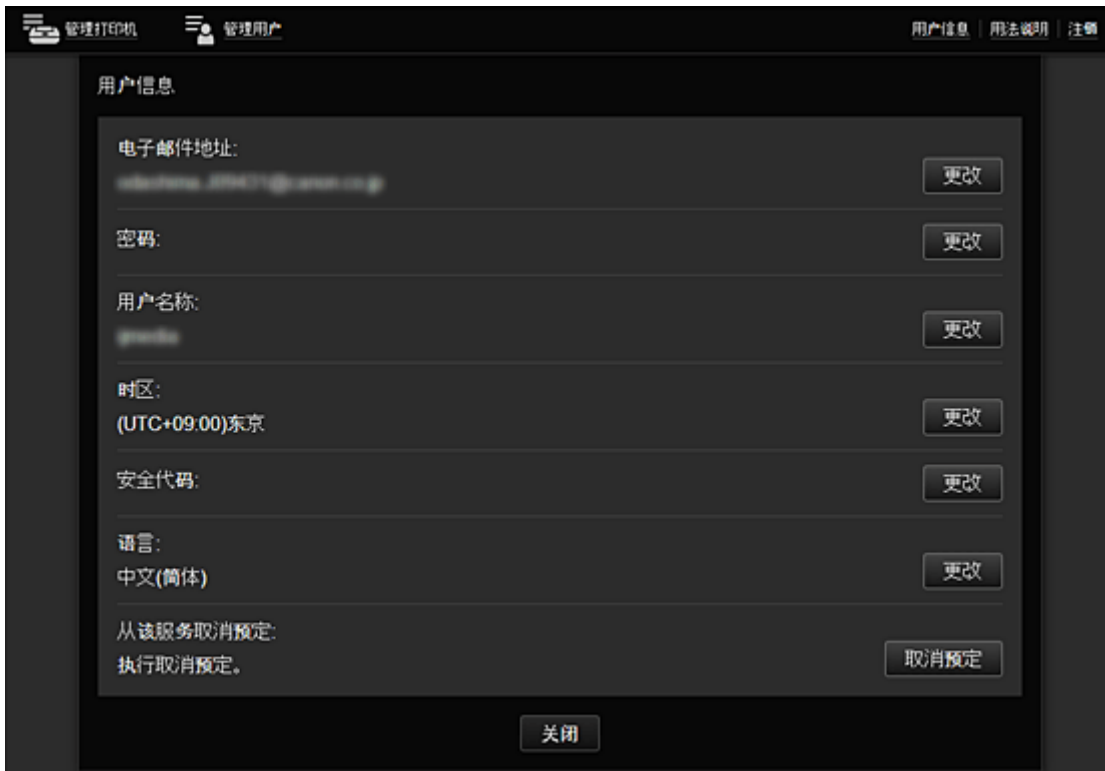 管理打印机 管理用户 用户信息 用法说明 注销
用户信息
电子邮件地址:
更改
密码:
更改
用户名称:
更改
时区:
(UTC+09:00)东京
更改
安全代码:
更改
语言:
中文(简体)
更改
从该服务取消预定:
执行取消预定。
取消预定
关闭